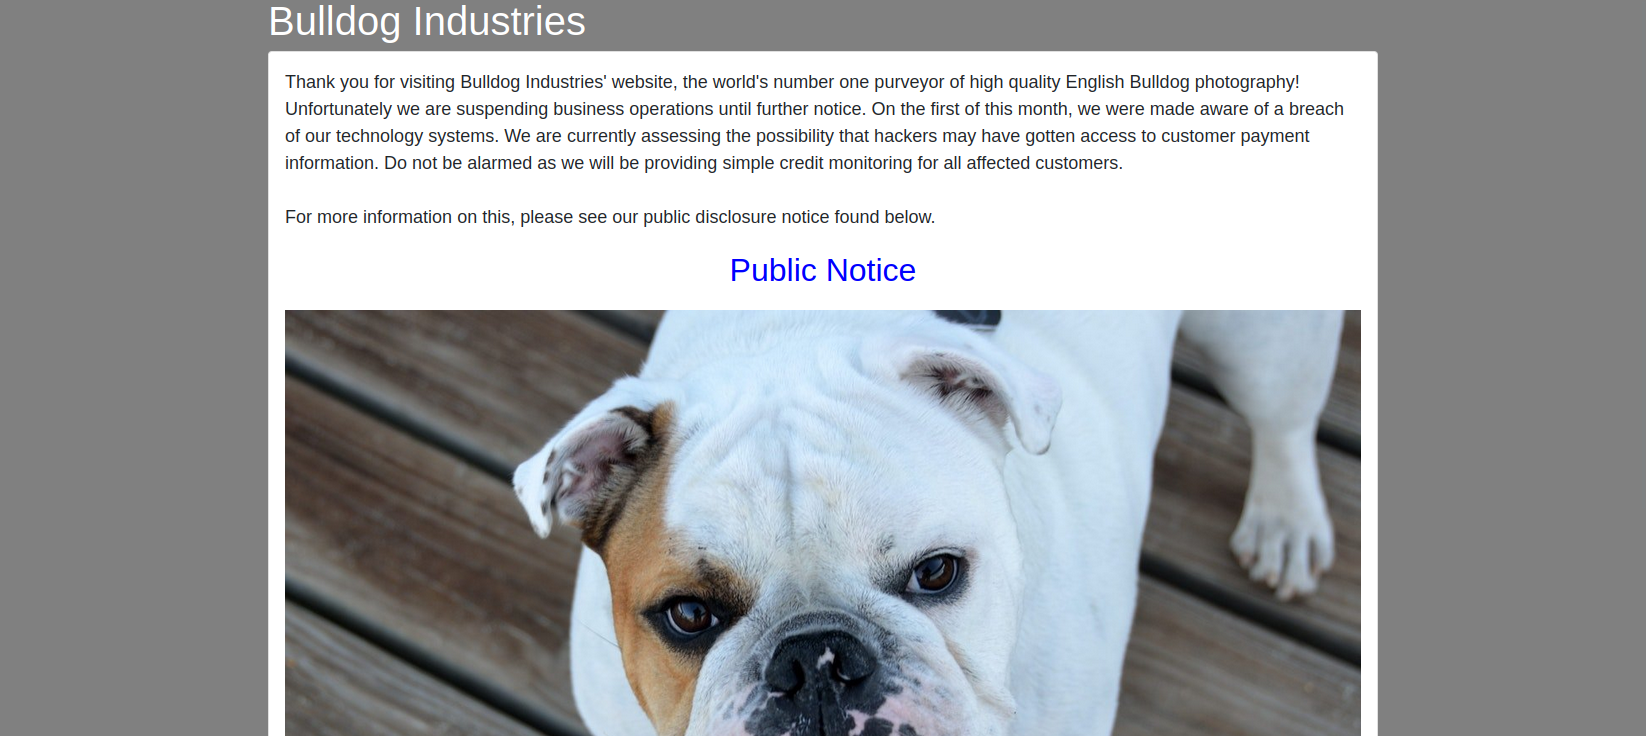 Bulldog Industries
Thank you for visiting Bulldog Industries' website, the world's number one purveyor of high quality English Bulldog photography!
Unfortunately we are suspending business operations until further notice. On the first of this month, we were made aware of a breach
of our technology systems. We are currently assessing the possibility that hackers may have gotten access to customer payment
information. Do not be alarmed as we will be providing simple credit monitoring for all affected customers.
For more information on this, please see our public disclosure notice found below.
Public Notice